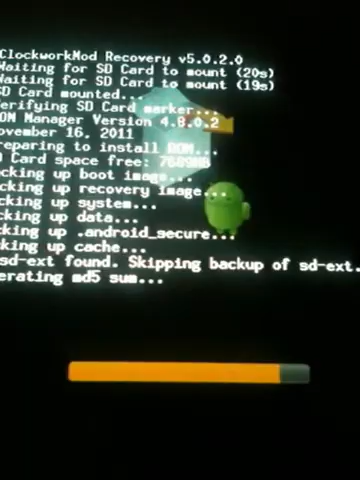 ClockworkMod Recovery v5.0.2.0
Waiting for SD Card to mount (20s)
Waiting for SD Card to mount (19s)
SD Card mounted...
erifying SD Card marker...
OM Manager Version 4.8.0.2
ovember 16, 2011
reparing to install ROM...
D Card space free: 7689MB
cking up boot image...
cking up recovery image...
cking up system...
cking up data...
cking up .android_secure...
king up cache...
sd-ext found. Skipping backup of sd-ext.
erating md5 sum...